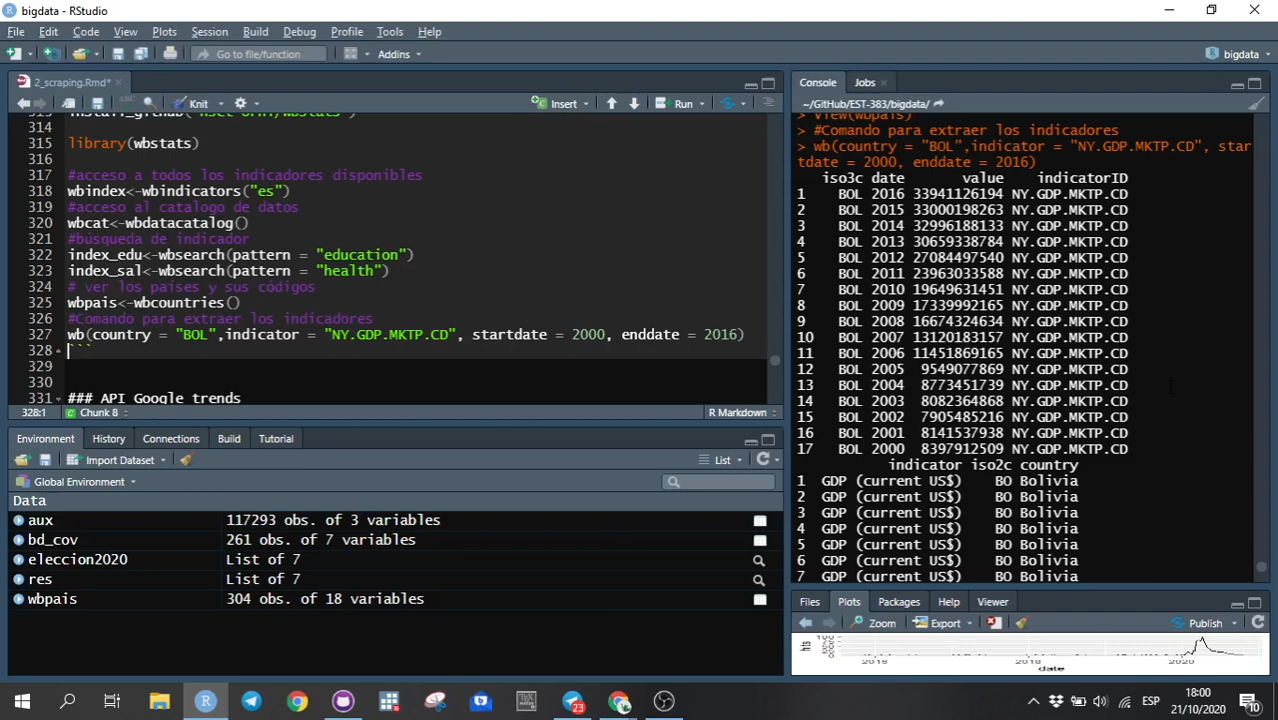 bigdata - RStudio
File Edit Code View Plots Session Build Debug Profile Tools Help
Go to file/function Addins bigdata
2_scraping.Rmd*
Knit Insert Run
314
315 library(wbstats)
316
317 #acceso a todos los indicadores disponibles
318 wbindex<-wbindicators("es")
319 #acceso al catalogo de datos
320 wbcat<-wbdatacatalog()
321 #busqueda de indicador
322 index_edu<-wbsearch(pattern = "education")
323 index_sal<-wbsearch(pattern = "health")
324 # ver los paises y sus códigos
325 wbpais<-wbcountries()
326 #Comando para extraer los indicadores
327 wb(country = "BOL",indicator = "NY.GDP.MKTP.CD", startdate = 2000, enddate = 2016)
328 ```
329
330
331 ### API Google trends
328:1 Chunk 8 R Markdown
Environment History Connections Build Tutorial
Import Dataset List
Global Environment
Data
aux 117293 obs. of 3 variables
bd_cov 261 obs. of 7 variables
eleccion2020 List of 7
res List of 7
wbpais 304 obs. of 18 variables
Console Jobs
~/GitHub/EST-383/bigdata/
> View(wbpais)
> #Comando para extraer los indicadores
> wb(country = "BOL",indicator = "NY.GDP.MKTP.CD", star
tdate = 2000, enddate = 2016)
iso3c date value indicatorID
1 BOL 2016 33941126194 NY.GDP.MKTP.CD
2 BOL 2015 33000198263 NY.GDP.MKTP.CD
3 BOL 2014 32996188133 NY.GDP.MKTP.CD
4 BOL 2013 30659338784 NY.GDP.MKTP.CD
5 BOL 2012 27084497540 NY.GDP.MKTP.CD
6 BOL 2011 23963033588 NY.GDP.MKTP.CD
7 BOL 2010 19649631451 NY.GDP.MKTP.CD
8 BOL 2009 17339992165 NY.GDP.MKTP.CD
9 BOL 2008 16674324634 NY.GDP.MKTP.CD
10 BOL 2007 13120183157 NY.GDP.MKTP.CD
11 BOL 2006 11451869165 NY.GDP.MKTP.CD
12 BOL 2005 9549077869 NY.GDP.MKTP.CD
13 BOL 2004 8773451739 NY.GDP.MKTP.CD
14 BOL 2003 8082364868 NY.GDP.MKTP.CD
15 BOL 2002 7905485216 NY.GDP.MKTP.CD
16 BOL 2001 8141537938 NY.GDP.MKTP.CD
17 BOL 2000 8397912509 NY.GDP.MKTP.CD
indicator iso2c country
1 GDP (current US$) BO Bolivia
2 GDP (current US$) BO Bolivia
3 GDP (current US$) BO Bolivia
4 GDP (current US$) BO Bolivia
5 GDP (current US$) BO Bolivia
6 GDP (current US$) BO Bolivia
7 GDP (current US$) BO Bolivia
Files Plots Packages Help Viewer
Zoom Export Publish
hits
2020
date
23
ESP
18:00
21/10/2020
10